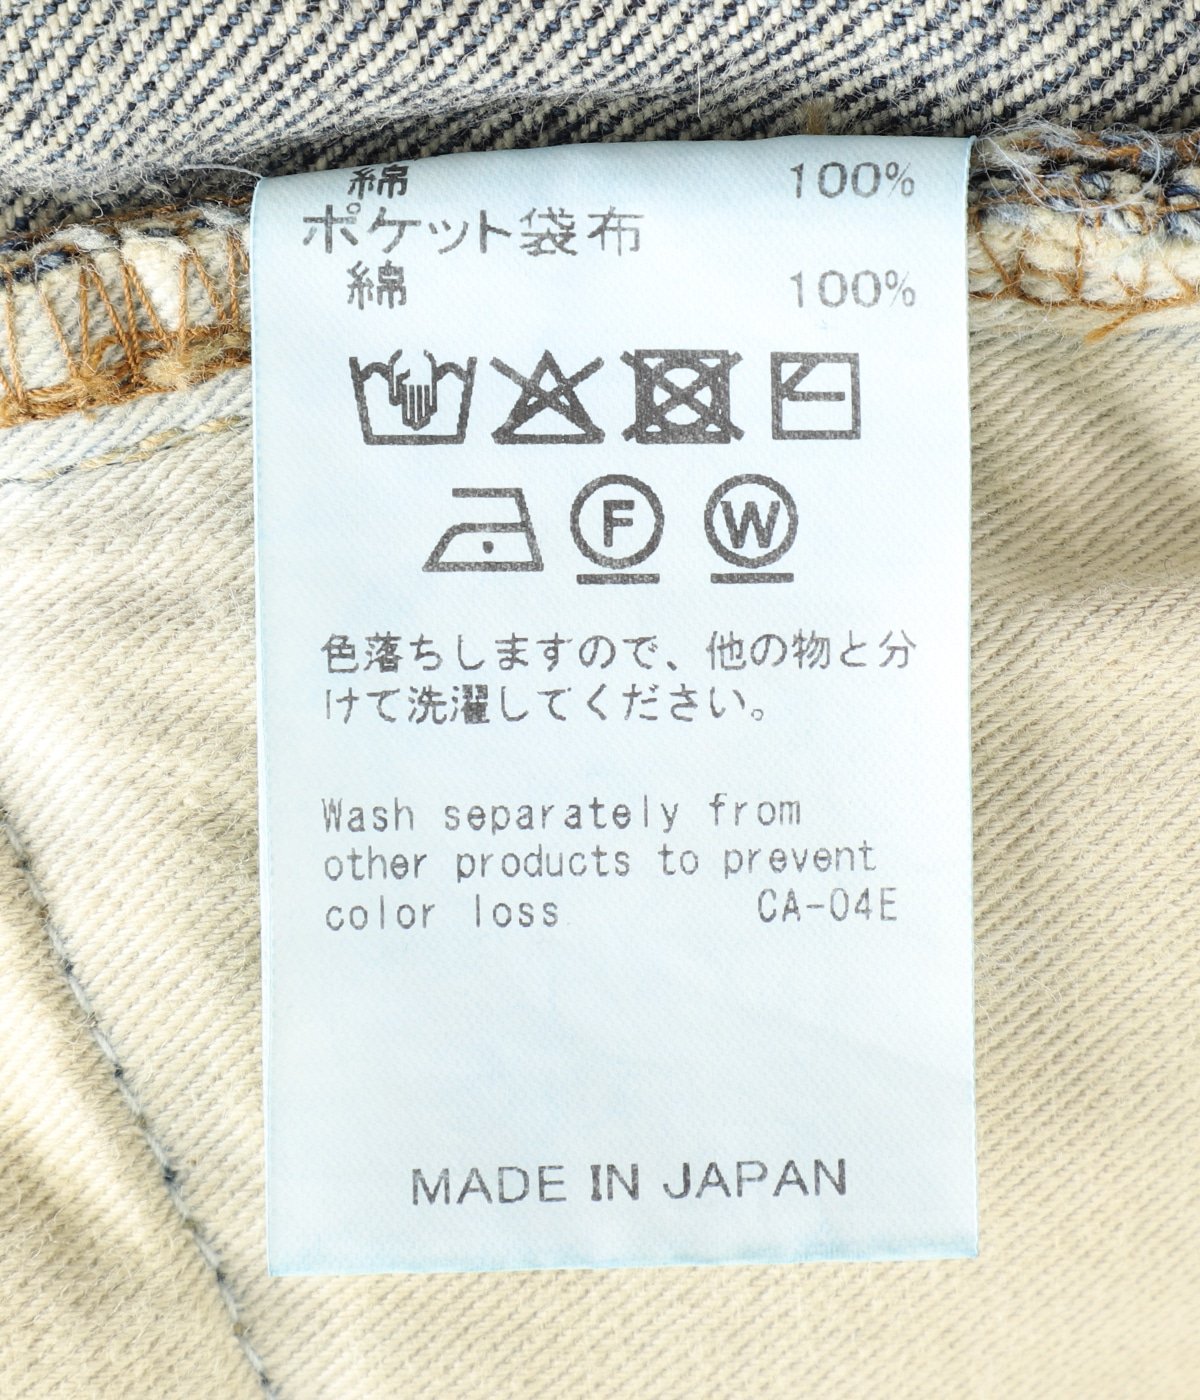 綿 100%
ポケット袋布
綿 100%
F W
色落ちしますので、他の物と分
けて洗濯してください。
Wash separately from
other products to prevent
color loss CA-04E
MADE IN JAPAN